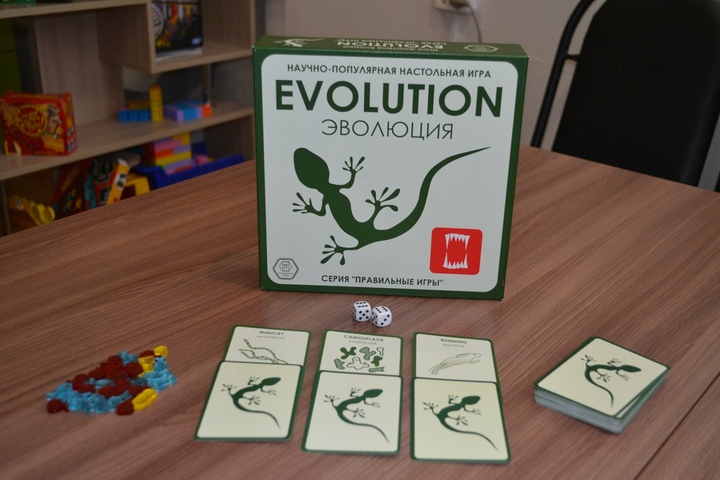 НАУЧНО-ПОПУЛЯРНАЯ НАСТОЛЬНАЯ ИГРА
EVOLUTION
ЭВОЛЮЦИЯ
СЕРИЯ "ПРАВИЛЬНЫЕ ИГРЫ"
MIMICRY
CAMOUFLAGE
RUNNING